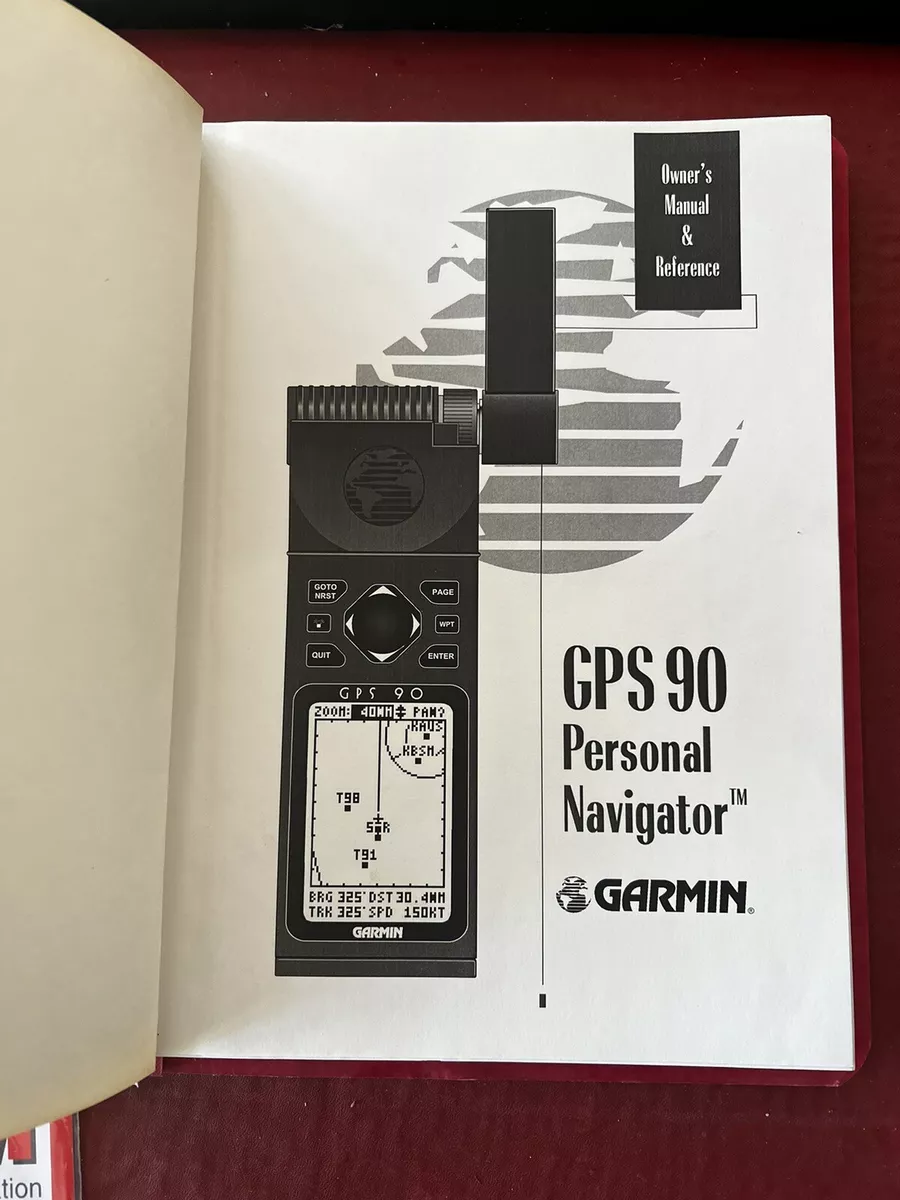 Owner's
Manual
&
Reference
GOTO
NRST
PAGE
WPT
QUIT
ENTER
GPS 90
ZOOM: 40NM PAN?
KAUS
KBSM
T98
T91
BRG 325° DST 30.4NM
TRK 325° SPD 150KT
GARMIN
GPS 90
Personal
Navigator™
GARMIN®
tion